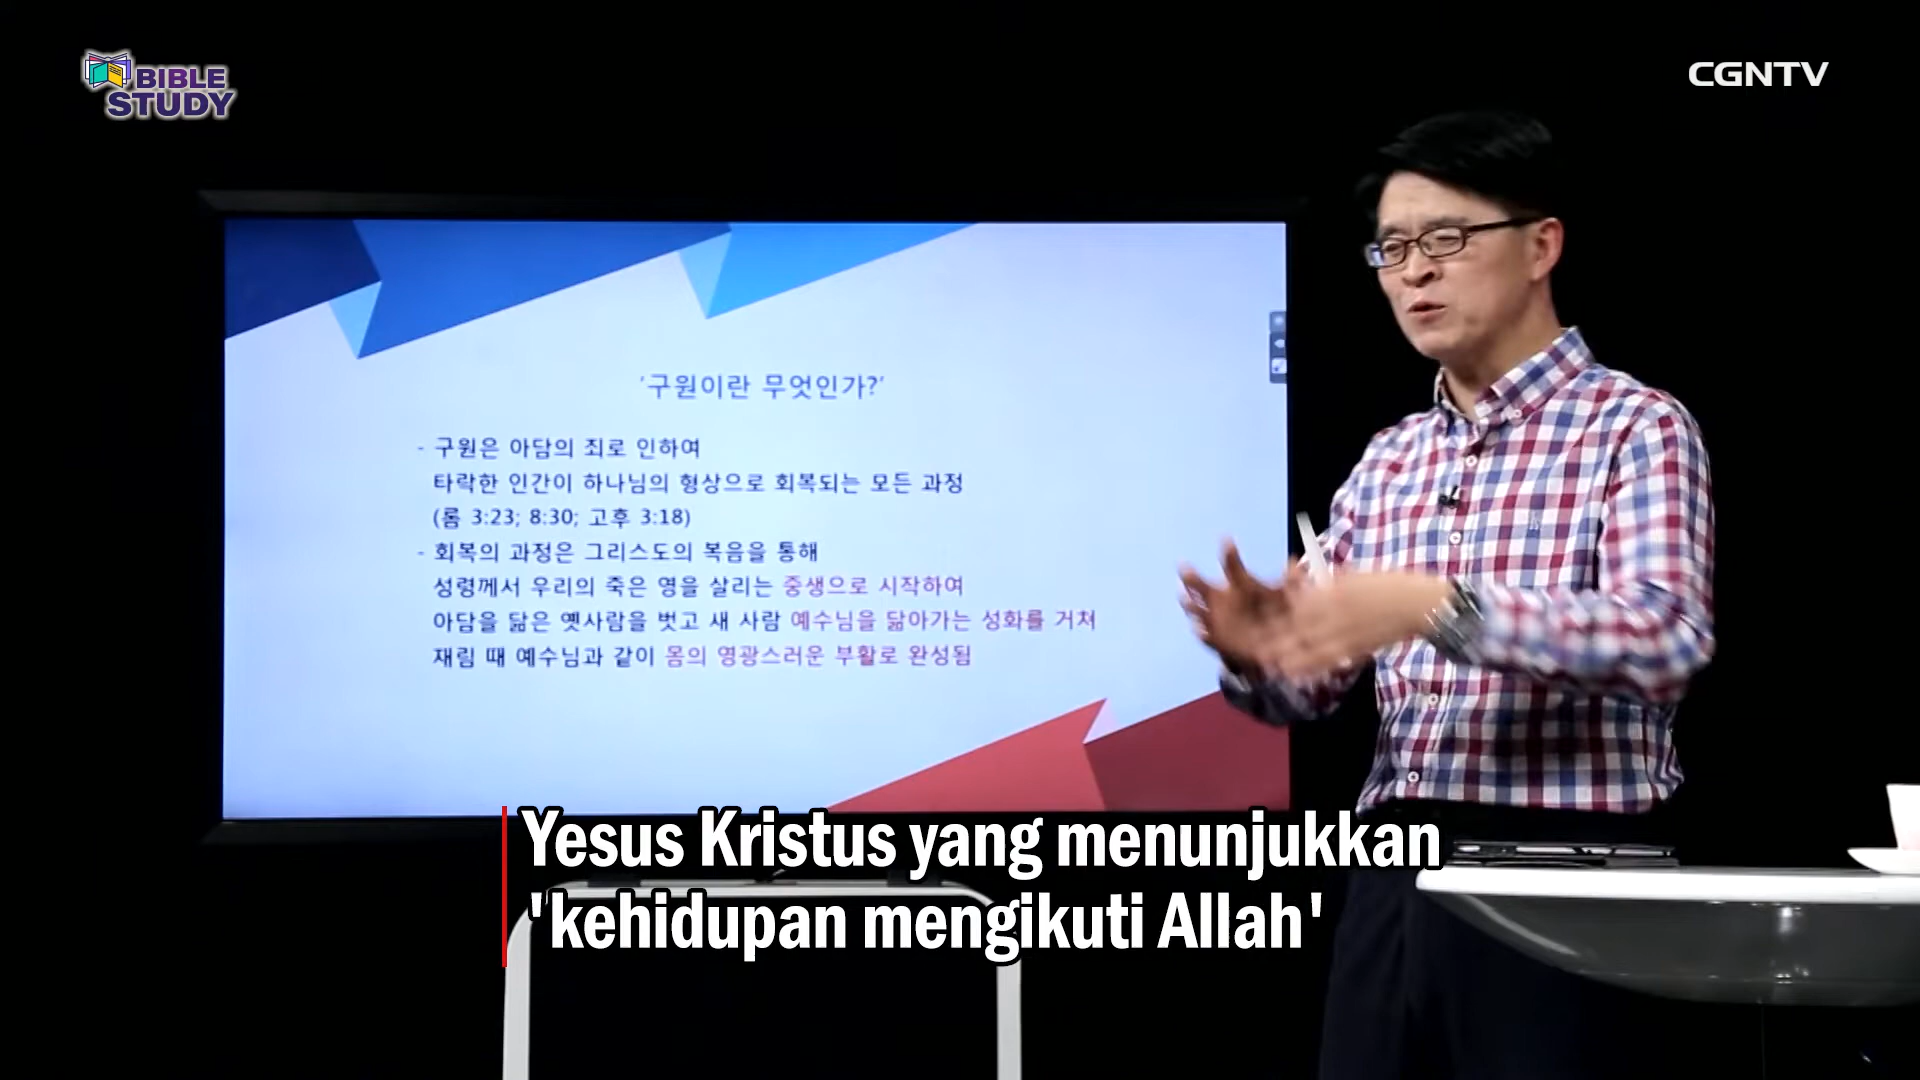 BIBLE
STUDY
CGNTV
'구원이란 무엇인가?'
- 구원은 아담의 죄로 인하여
타락한 인간이 하나님의 형상으로 회복되는 모든 과정
(롬 3:23; 8:30; 고후 3:18)
- 회복의 과정은 그리스도의 복음을 통해
성령께서 우리의 죽은 영을 살리는 중생으로 시작하여
아담을 닮은 옛사람을 벗고 새 사람 예수님을 닮아가는 성화를 거쳐
재림 때 예수님과 같이 몸의 영광스러운 부활로 완성됨
Yesus Kristus yang menunjukkan
'kehidupan mengikuti Allah'